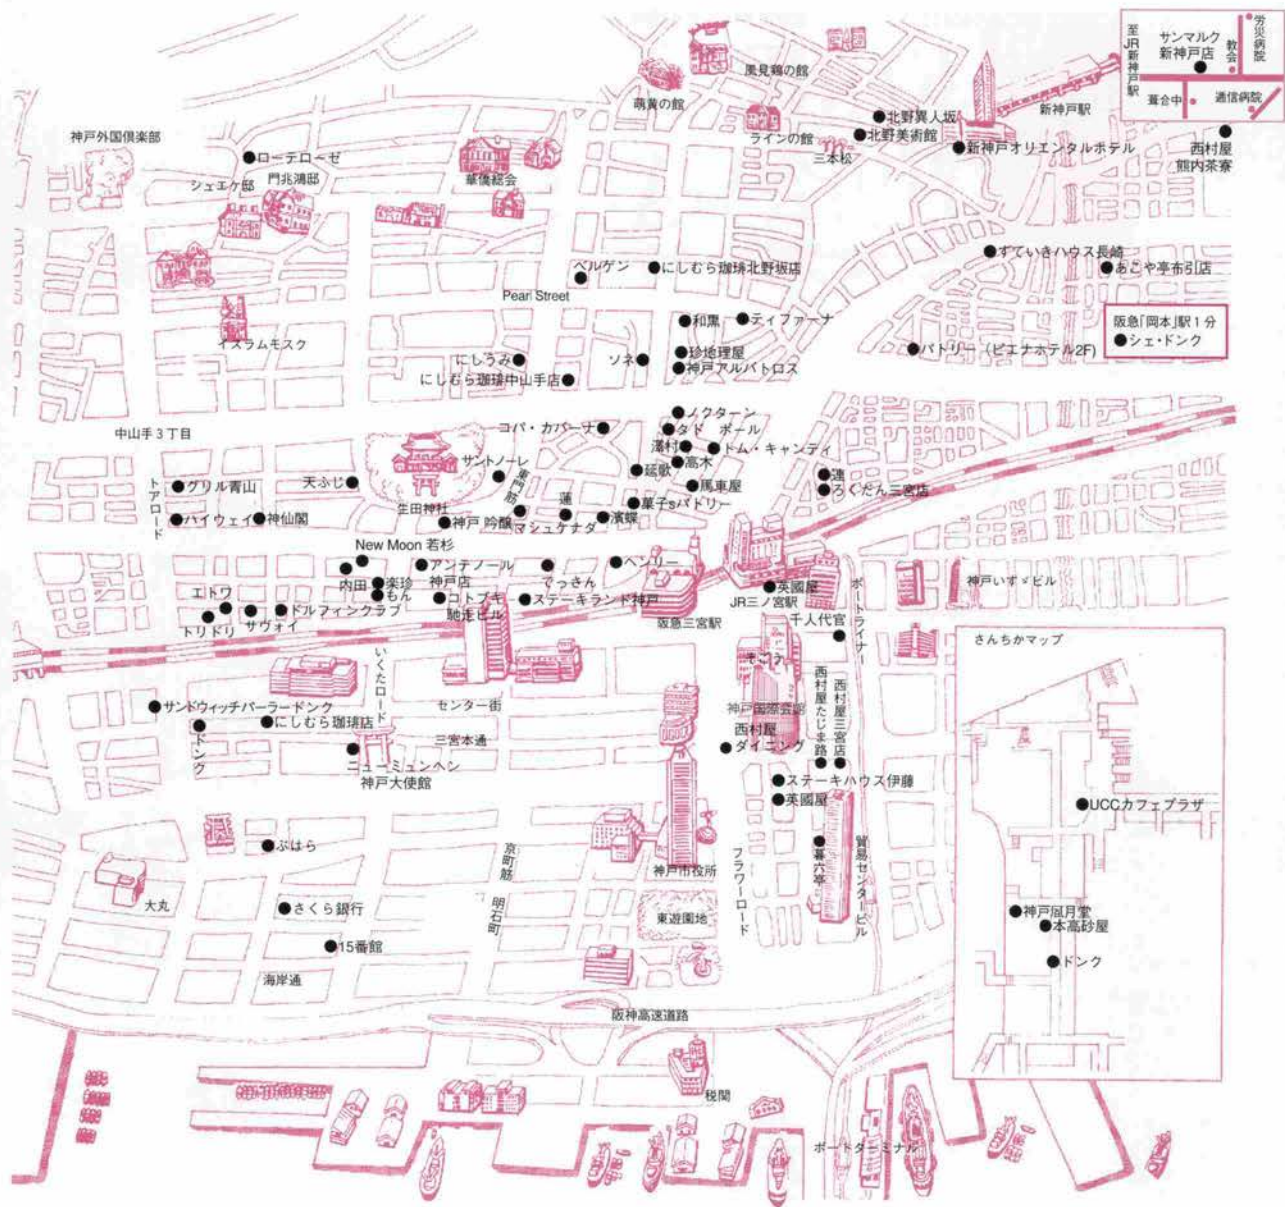 至JR新神戸駅
サンマルク
新神戸店
教会
労災病院
葺合中
逓信病院
風見鶏の館
萌黄の館
新神戸駅
北野異人坂
北野美術館
ラインの館
三本松
新神戸オリエンタルホテル
西村屋
熊内茶寮
神戸外国倶楽部
ローテローゼ
シュエケ邸
門兆鴻邸
華僑総会
すていきハウス長崎
あこや亭布引店
ベルゲン
にしむら珈琲北野坂店
Pearl Street
イスラムモスク
和黒
ティファーナ
阪急「岡本」駅1分
シェ・ドンク
にしうみ
ソネ
珍地理屋
神戸アルバトロス
パトリー（ピエナホテル2F)
にしむら珈琲中山手店
中山手3丁目
コパ・カバーナ
ノクターン
タド　ポール
澤村
トム・キャンティ
高木
延歌
馬車屋
蓮
ろくだん三宮店
トアロード
グリル青山
天ふじ
サントノーレ
東門筋
生田神社
ハイウェイ
神仙閣
神戸 吟醸
マシュケナダ
蓮
濱蝶
菓子sパトリー
New Moon 若杉
内田
楽珍
もん
アンテノール
神戸店
コトブキ
馳走ビル
でっさん
ヘンリー
ステーキランド神戸
阪急三宮駅
JR三ノ宮駅
英國屋
ポートライナー
神戸いすゞビル
エトワ
トリドリ
サヴォイ
ドルフィンクラブ
千人代官
いくたロード
そごう
さんちかマップ
サンドウィッチパーラードンク
ドンク
にしむら珈琲店
センター街
三宮本通
ニューミュンヘン
神戸大使館
神戸国際会館
西村屋
ダイニング
西村屋たじま路
西村屋三宮店
ステーキハウス伊藤
英國屋
UCCカフェプラザ
ぶはら
京町筋
明石町
神戸市役所
フラワーロード
暮六亭
貿易センタービル
大丸
さくら銀行
15番館
東遊園地
神戸凮月堂
本高砂屋
ドンク
海岸通
阪神高速道路
税関
ポートターミナル